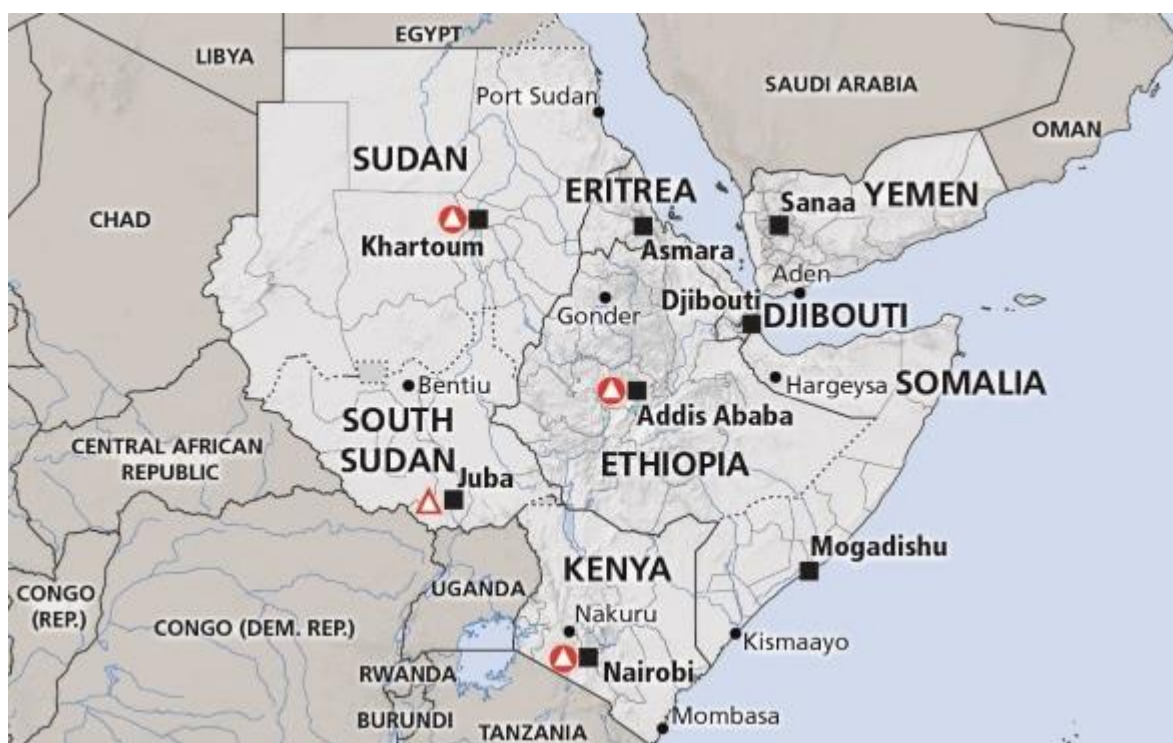 EGYPT
LIBYA
SAUDI ARABIA
Port Sudan
OMAN
SUDAN
ERITREA
YEMEN
Sanaa
CHAD
Khartoum
Asmara
Aden
Djibouti
Gonder
DJIBOUTI
Bentiu
Hargeysa
SOMALIA
Addis Ababa
SOUTH
SUDAN
CENTRAL AFRICAN
REPUBLIC
ETHIOPIA
Juba
Mogadishu
KENYA
UGANDA
CONGO
(REP.)
Nakuru
CONGO (DEM. REP.)
Kismaayo
RWANDA
Nairobi
BURUNDI
Mombasa
TANZANIA